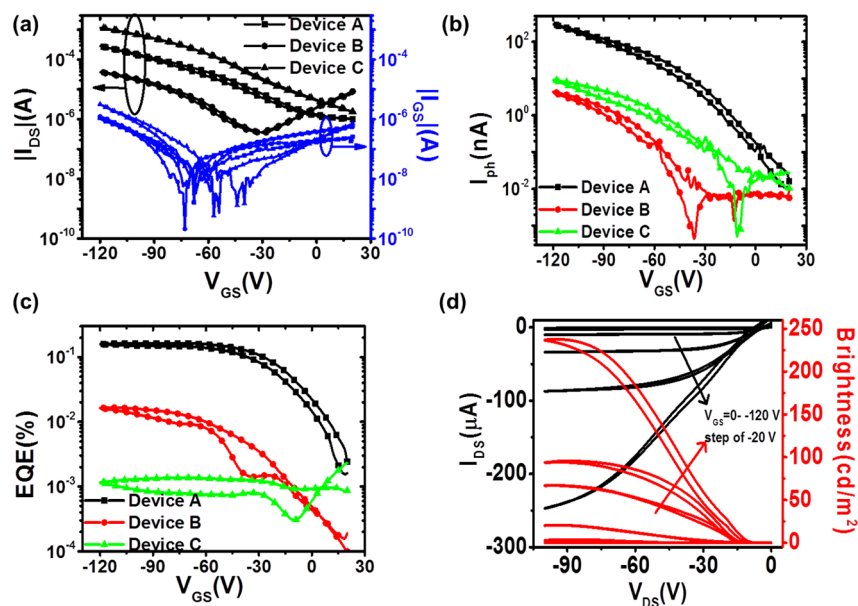 (a)
10^-4
10^-6
10^-8
10^-10
|I_DS|(A)
Device A
Device B
Device C
10^-4
10^-6
10^-8
10^-10
|I_GS|(A)
-120 -90 -60 -30 0 30
V_GS(V)
(b)
10^2
10^0
10^-2
I_ph(nA)
Device A
Device B
Device C
-120 -90 -60 -30 0 30
V_GS(V)
(c)
10^-1
10^-2
10^-3
10^-4
EQE(%)
Device A
Device B
Device C
-120 -90 -60 -30 0 30
V_GS(V)
(d)
0
-100
-200
-300
I_DS(μA)
V_GS=0- -120 V
step of -20 V
250
200
150
100
50
0
Brightness(cd/m²)
-90 -60 -30 0
V_DS(V)